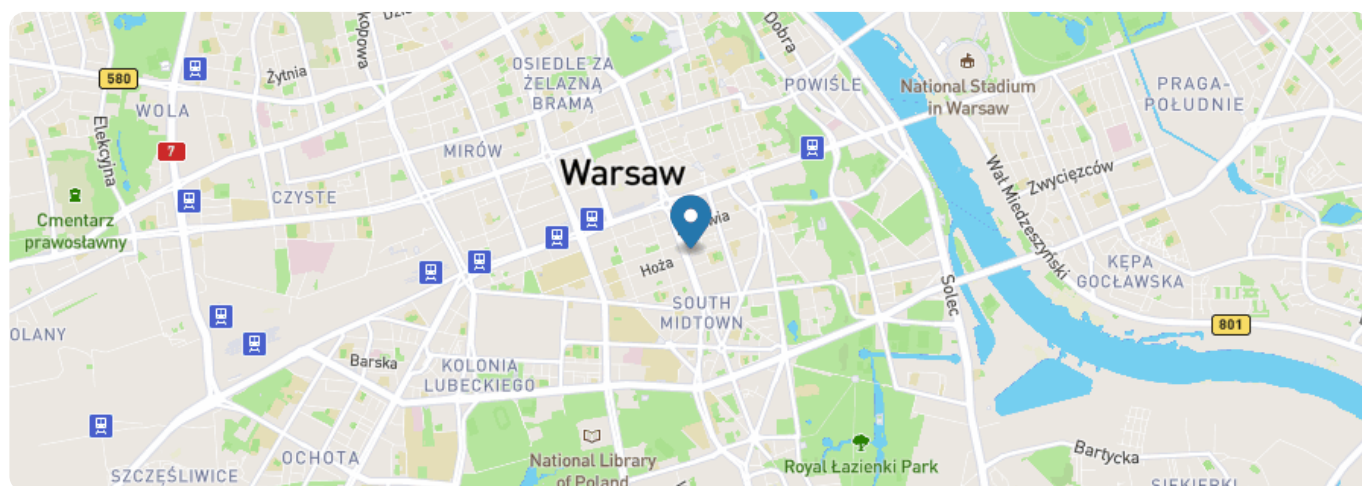 Dobra
kopowa
OSIEDLE ZA
ŻELAZNĄ
BRAMĄ
Żytnia
580
POWIŚLE
National Stadium
in Warsaw
PRAGA-
POŁUDNIE
WOLA
Elekcyjna
7
MIRÓW
Warsaw
Zwycięzców
Wał Miedzeszyński
CZYSTE
Cmentarz
prawosławny
wia
Hoża
KĘPA
GOCŁAWSKA
Solec
SOUTH
MIDTOWN
801
OLANY
Barska
KOLONIA
LUBECKIEGO
OCHOTA
SZCZĘŚLIWICE
National Library
of Poland
Royal Łazienki Park
Bartycka
SIEKIERKI